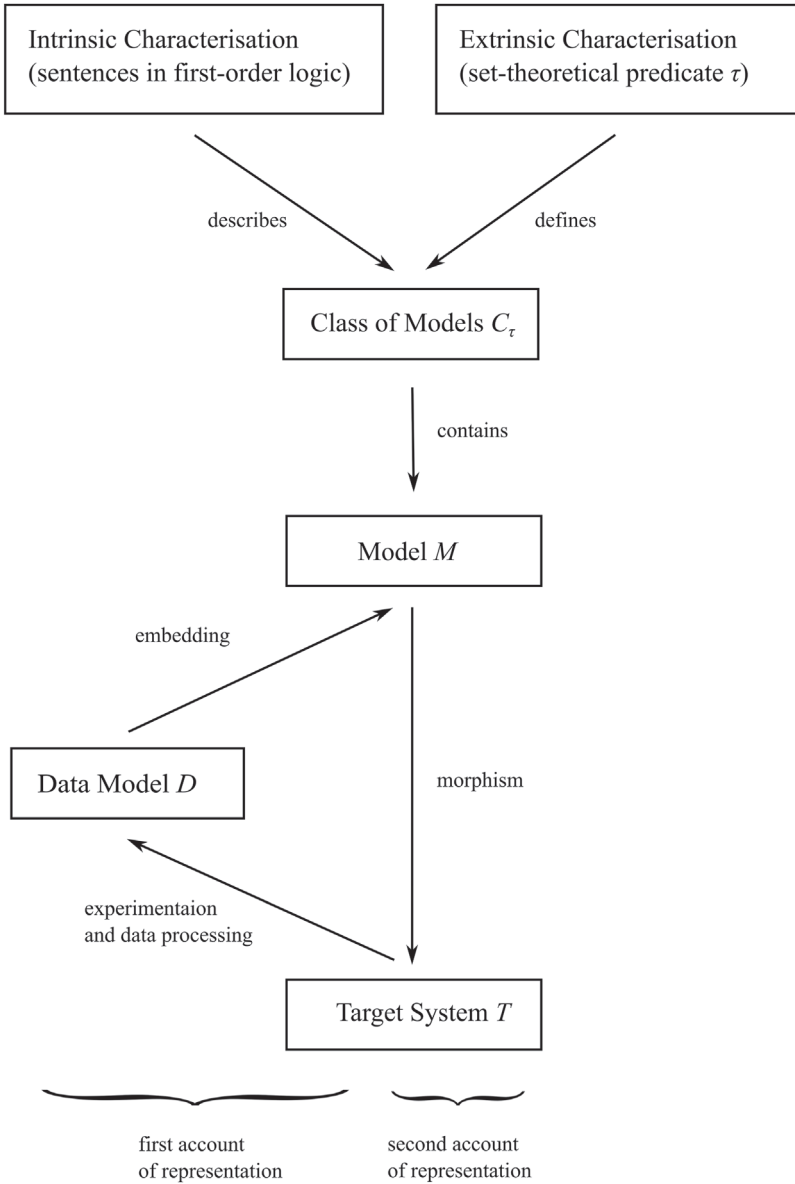 Intrinsic Characterisation
(sentences in first-order logic)
Extrinsic Characterisation
(set-theoretical predicate τ)
describes
defines
Class of Models Cτ
contains
Model M
embedding
Data Model D
morphism
experimentaion
and data processing
Target System T
first account
of representation
second account
of representation